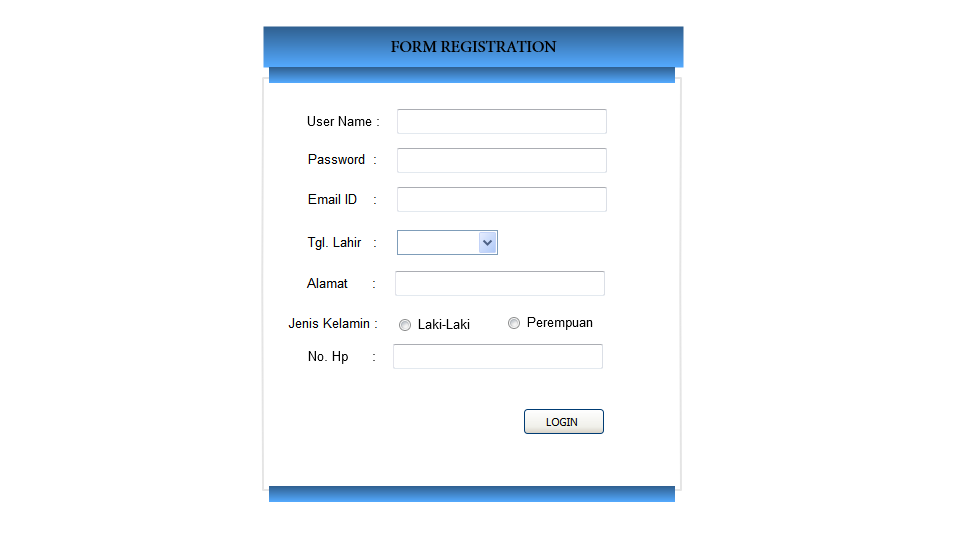 FORM REGISTRATION
User Name :
Password :
Email ID :
Tgl. Lahir :
Alamat :
Jenis Kelamin : Laki-Laki Perempuan
No. Hp :
LOGIN